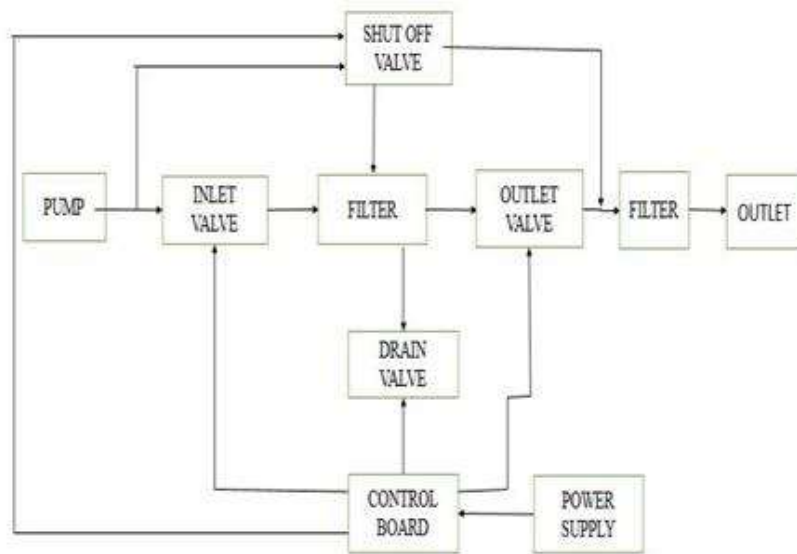 SHUT OFF
VALVE
PUMP
INLET
VALVE
FILTER
OUTLET
VALVE
FILTER
OUTLET
DRAIN
VALVE
CONTROL
BOARD
POWER
SUPPLY